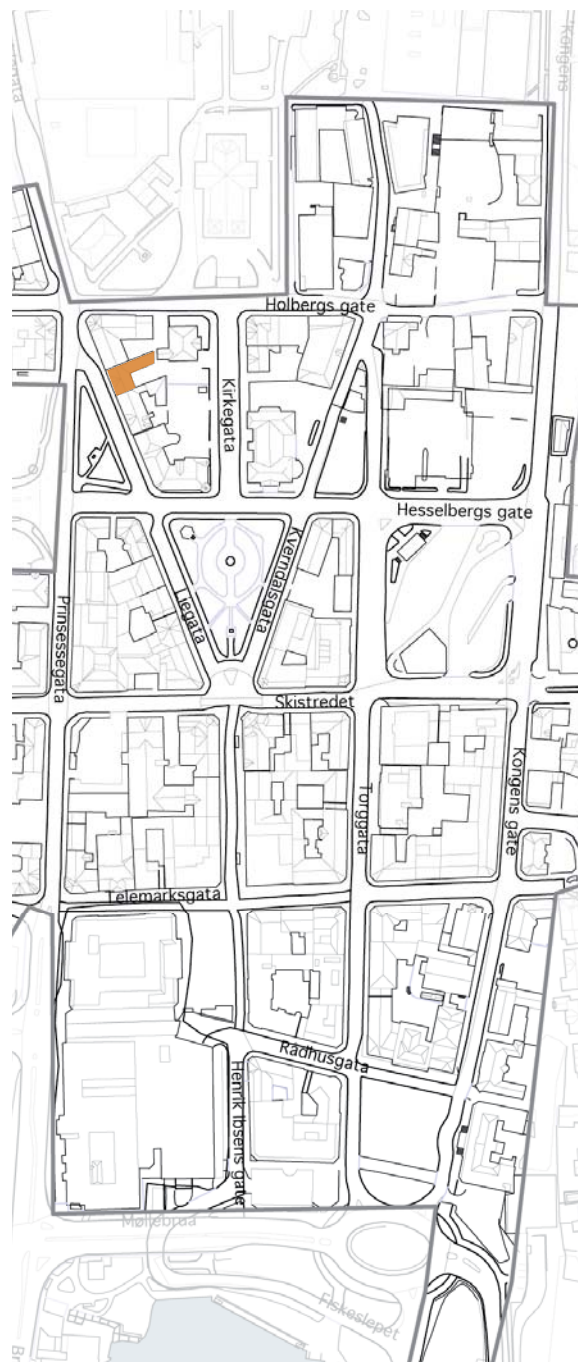 Kongens
Holbergs gate
Kirkegata
Hesselbergs gate
Kverndalsgata
Liegata
Prinsessegata
Skistredet
Torggata
Kongens gate
Telemarksgata
Rådhusgata
Henrik Ibsens gate
Møllebrua
Fiskeslepet